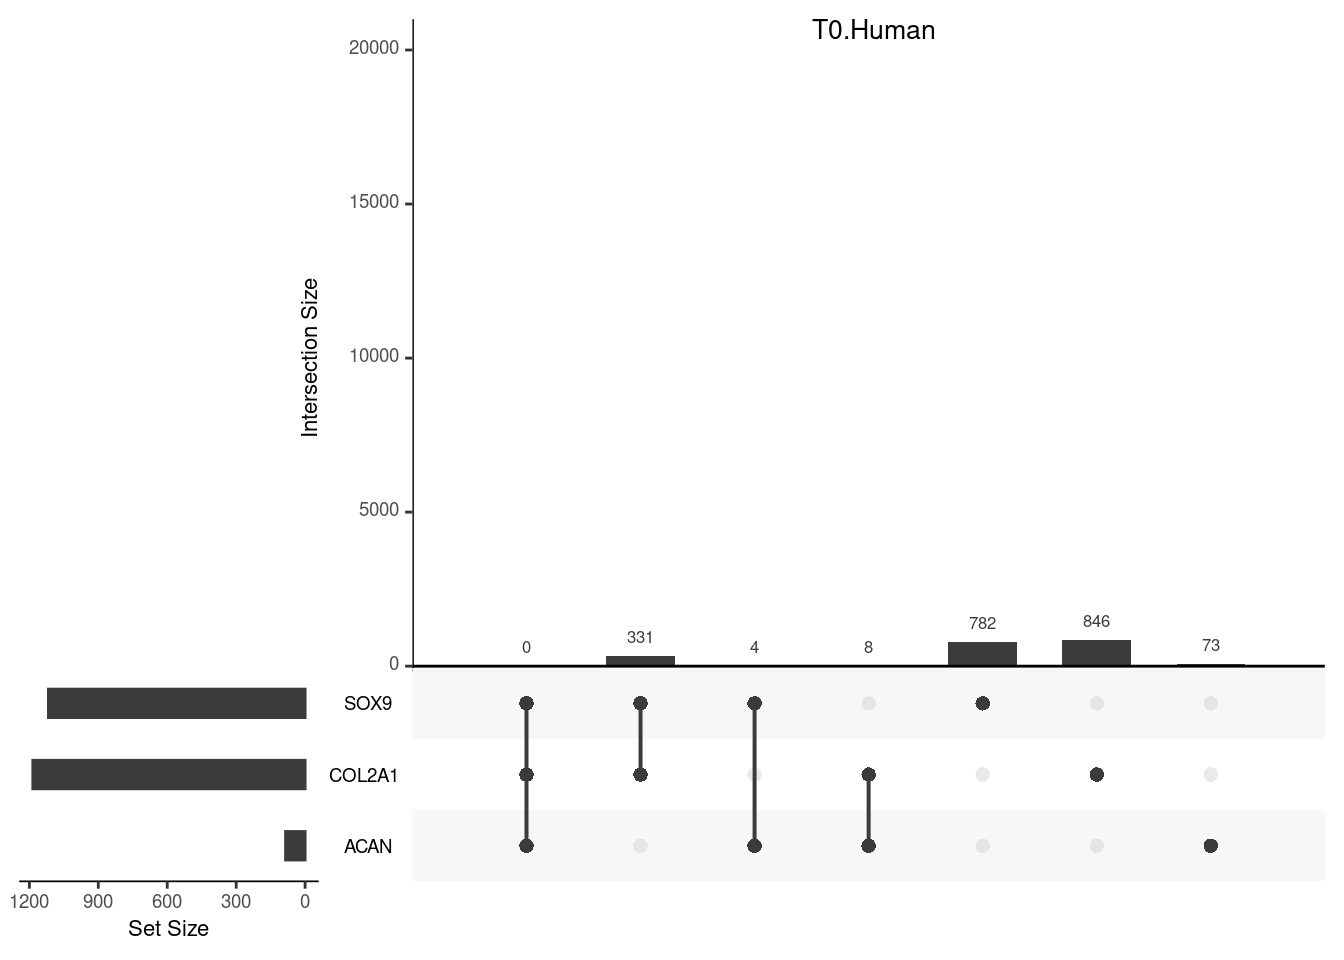 T0.Human
20000
15000
10000
5000
0
Intersection Size
0 331 4 8 782 846 73
SOX9
COL2A1
ACAN
1200 900 600 300 0
Set Size